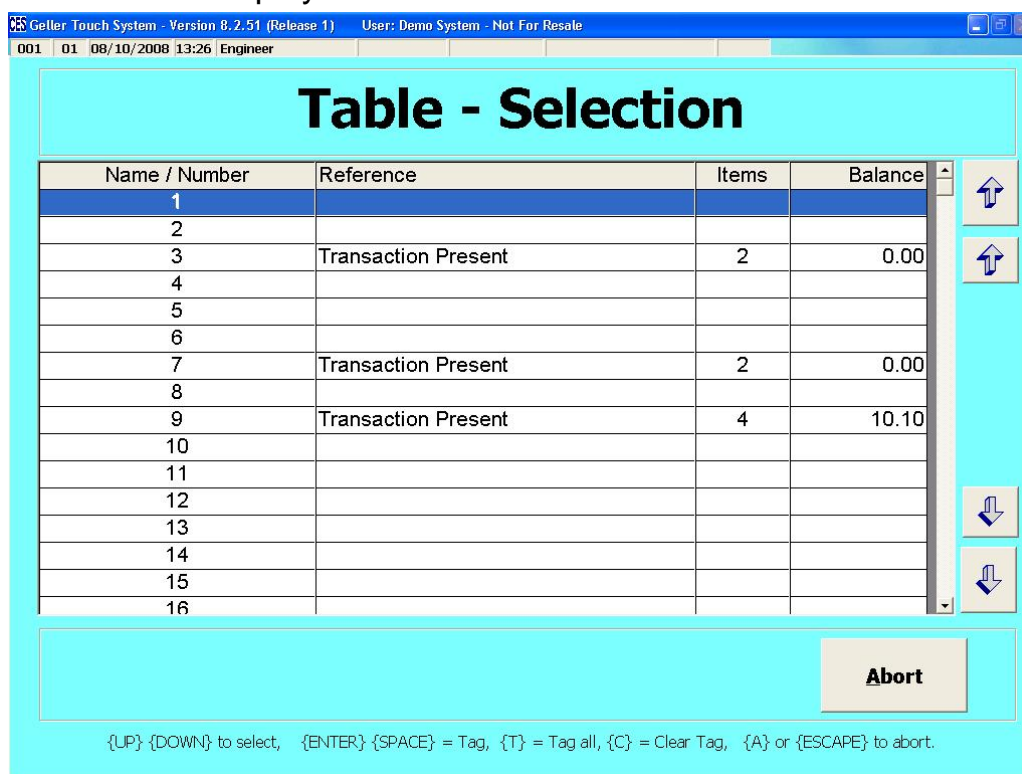 CES Geller Touch System - Version 8.2.51 (Release 1) User: Demo System - Not For Resale
001 01 08/10/2008 13:26 Engineer
Table - Selection
Name / Number Reference Items Balance
1
2
3 Transaction Present 2 0.00
4
5
6
7 Transaction Present 2 0.00
8
9 Transaction Present 4 10.10
10
11
12
13
14
15
16
Abort
{UP} {DOWN} to select, {ENTER} {SPACE} = Tag, {T} = Tag all, {C} = Clear Tag, {A} or {ESCAPE} to abort.